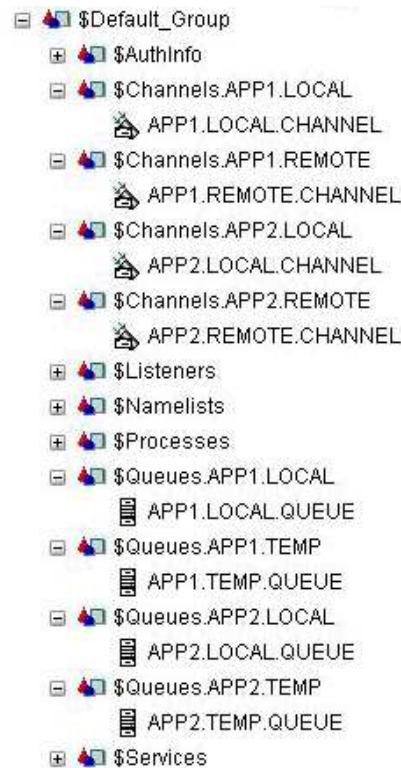 $Default_Group
$AuthInfo
$Channels.APP1.LOCAL
APP1.LOCAL.CHANNEL
$Channels.APP1.REMOTE
APP1.REMOTE.CHANNEL
$Channels.APP2.LOCAL
APP2.LOCAL.CHANNEL
$Channels.APP2.REMOTE
APP2.REMOTE.CHANNEL
$Listeners
$Namelists
$Processes
$Queues.APP1.LOCAL
APP1.LOCAL.QUEUE
$Queues.APP1.TEMP
APP1.TEMP.QUEUE
$Queues.APP2.LOCAL
APP2.LOCAL.QUEUE
$Queues.APP2.TEMP
APP2.TEMP.QUEUE
$Services